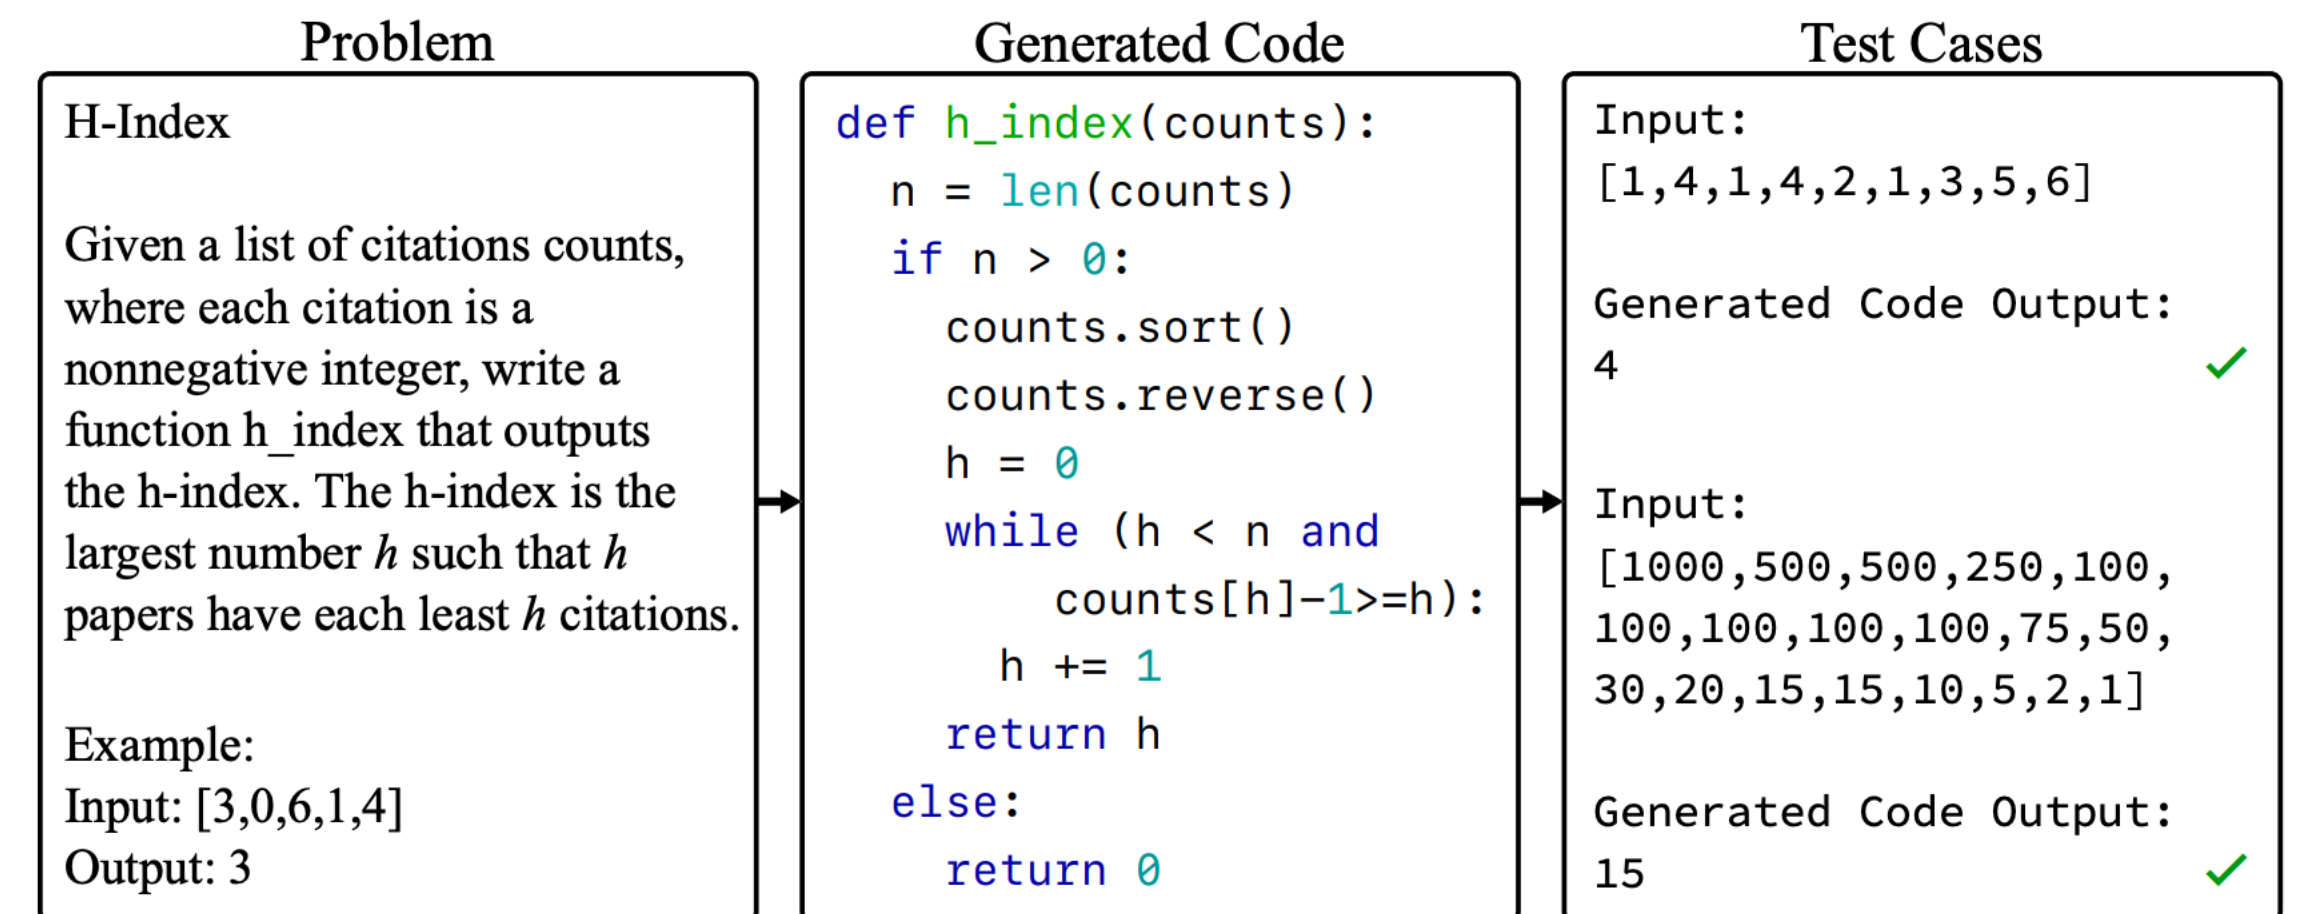 Problem
H-Index
Given a list of citations counts,
where each citation is a
nonnegative integer, write a
function h_index that outputs
the h-index. The h-index is the
largest number h such that h
papers have each least h citations.
Example:
Input: [3,0,6,1,4]
Output: 3
Generated Code
def h_index(counts):
  n = len(counts)
  if n > 0:
    counts.sort()
    counts.reverse()
    h = 0
    while (h < n and
        counts[h]-1>=h):
      h += 1
    return h
  else:
    return 0
Test Cases
Input:
[1,4,1,4,2,1,3,5,6]
Generated Code Output:
4 ✓
Input:
[1000,500,500,250,100,
100,100,100,100,75,50,
30,20,15,15,10,5,2,1]
Generated Code Output:
15 ✓